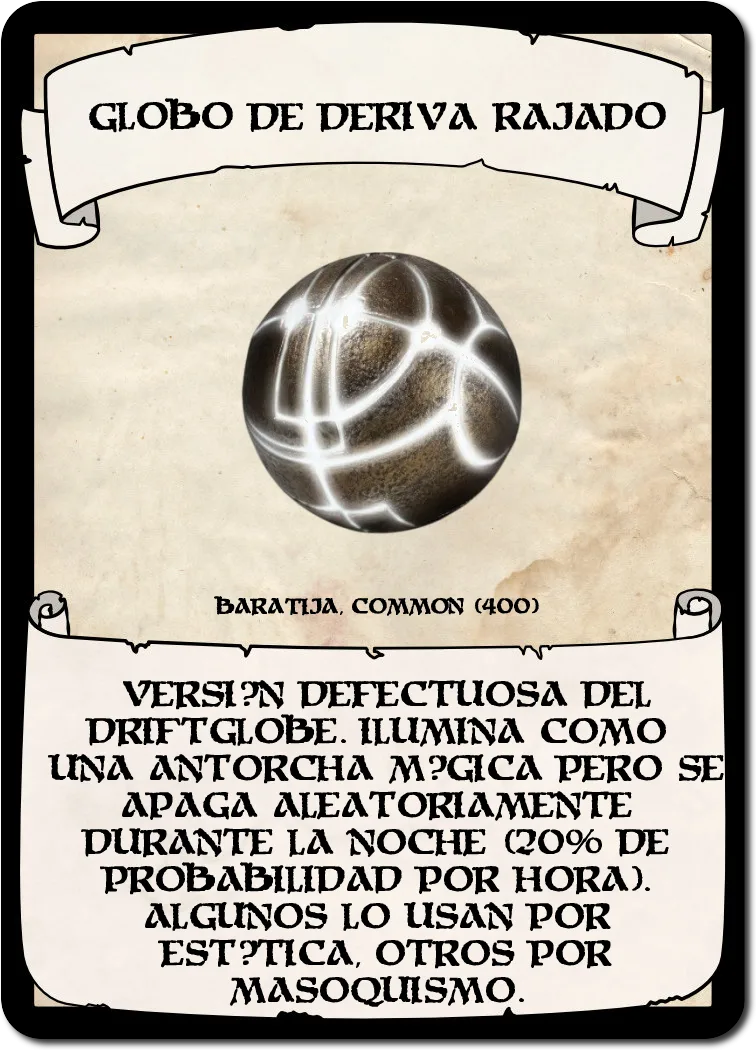 GLOBO DE DERIVA RAJADO
BARATIJA, COMMON (400)
VERSI?N DEFECTUOSA DEL
DRIFTGLOBE. ILUMINA COMO
UNA ANTORCHA M?GICA PERO SE
APAGA ALEATORIAMENTE
DURANTE LA NOCHE (20% DE
PROBABILIDAD POR HORA).
ALGUNOS LO USAN POR
EST?TICA, OTROS POR
MASOQUISMO.